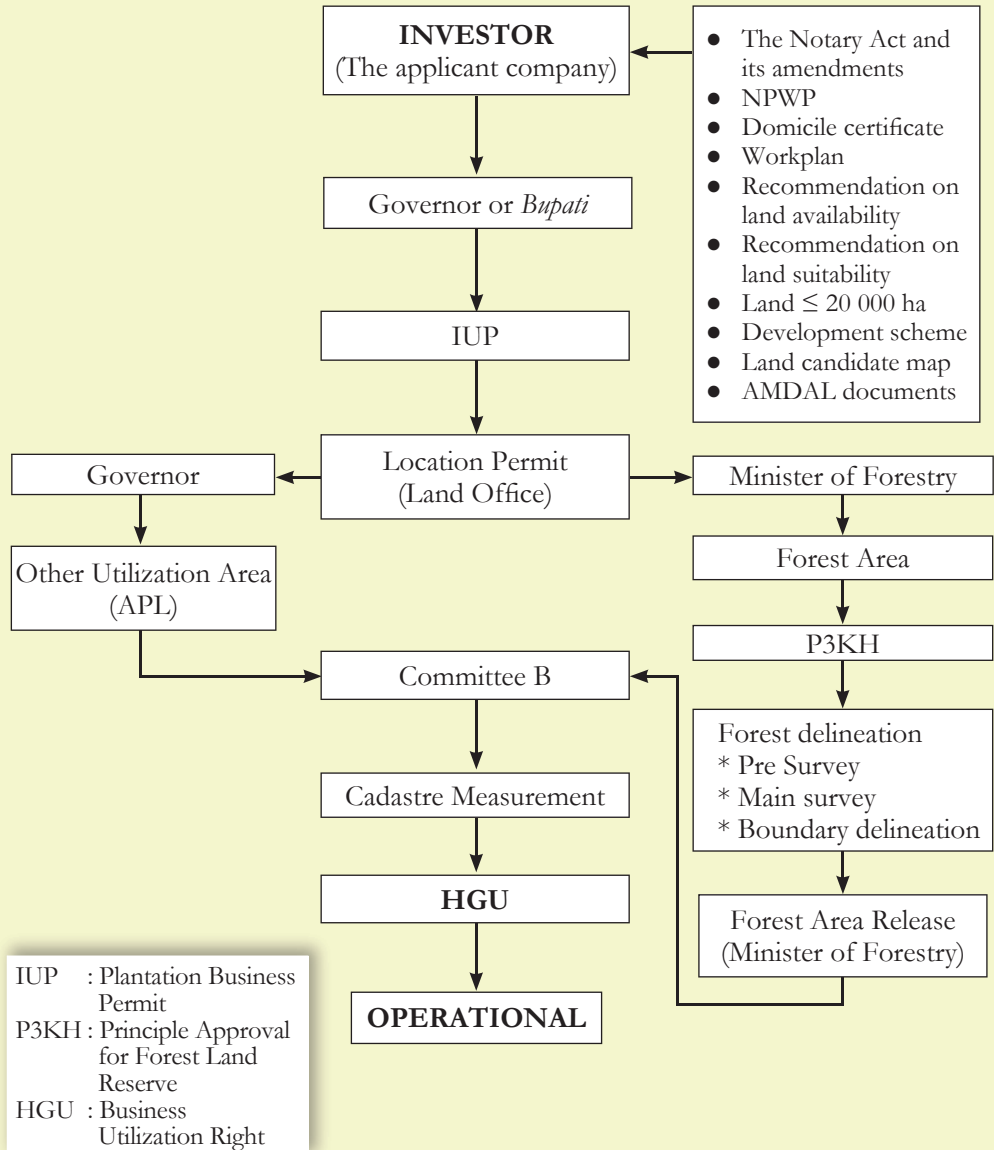 INVESTOR
(The applicant company)
● The Notary Act and
its amendments
● NPWP
● Domicile certificate
● Workplan
● Recommendation on
land availability
● Recommendation on
land suitability
● Land ≤ 20 000 ha
● Development scheme
● Land candidate map
● AMDAL documents
Governor or Bupati
IUP
Location Permit
(Land Office)
Governor
Other Utilization Area
(APL)
Minister of Forestry
Forest Area
P3KH
Forest delineation
* Pre Survey
* Main survey
* Boundary delineation
Forest Area Release
(Minister of Forestry)
Committee B
Cadastre Measurement
HGU
OPERATIONAL
IUP : Plantation Business
Permit
P3KH : Principle Approval
for Forest Land
Reserve
HGU : Business
Utilization Right